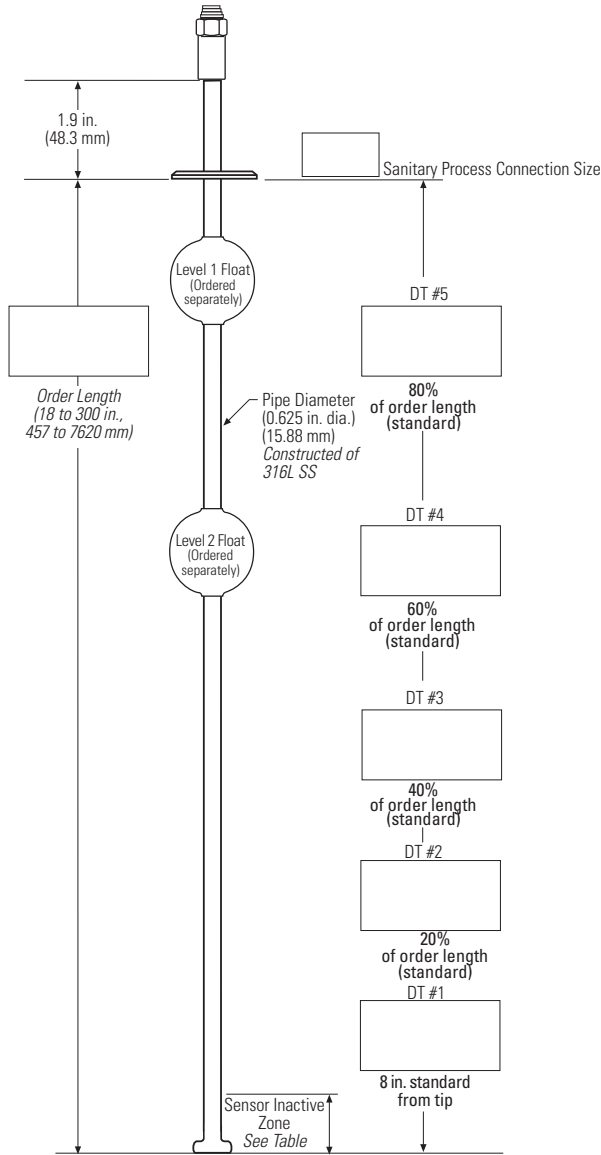 1.9 in.
(48.3 mm)
Sanitary Process Connection Size
Level 1 Float
(Ordered
separately)
DT #5
Order Length
(18 to 300 in.,
457 to 7620 mm)
80%
of order length
(standard)
Pipe Diameter
(0.625 in. dia.)
(15.88 mm)
Constructed of
316L SS
DT #4
Level 2 Float
(Ordered
separately)
60%
of order length
(standard)
DT #3
40%
of order length
(standard)
DT #2
20%
of order length
(standard)
DT #1
8 in. standard
from tip
Sensor Inactive
Zone
See Table